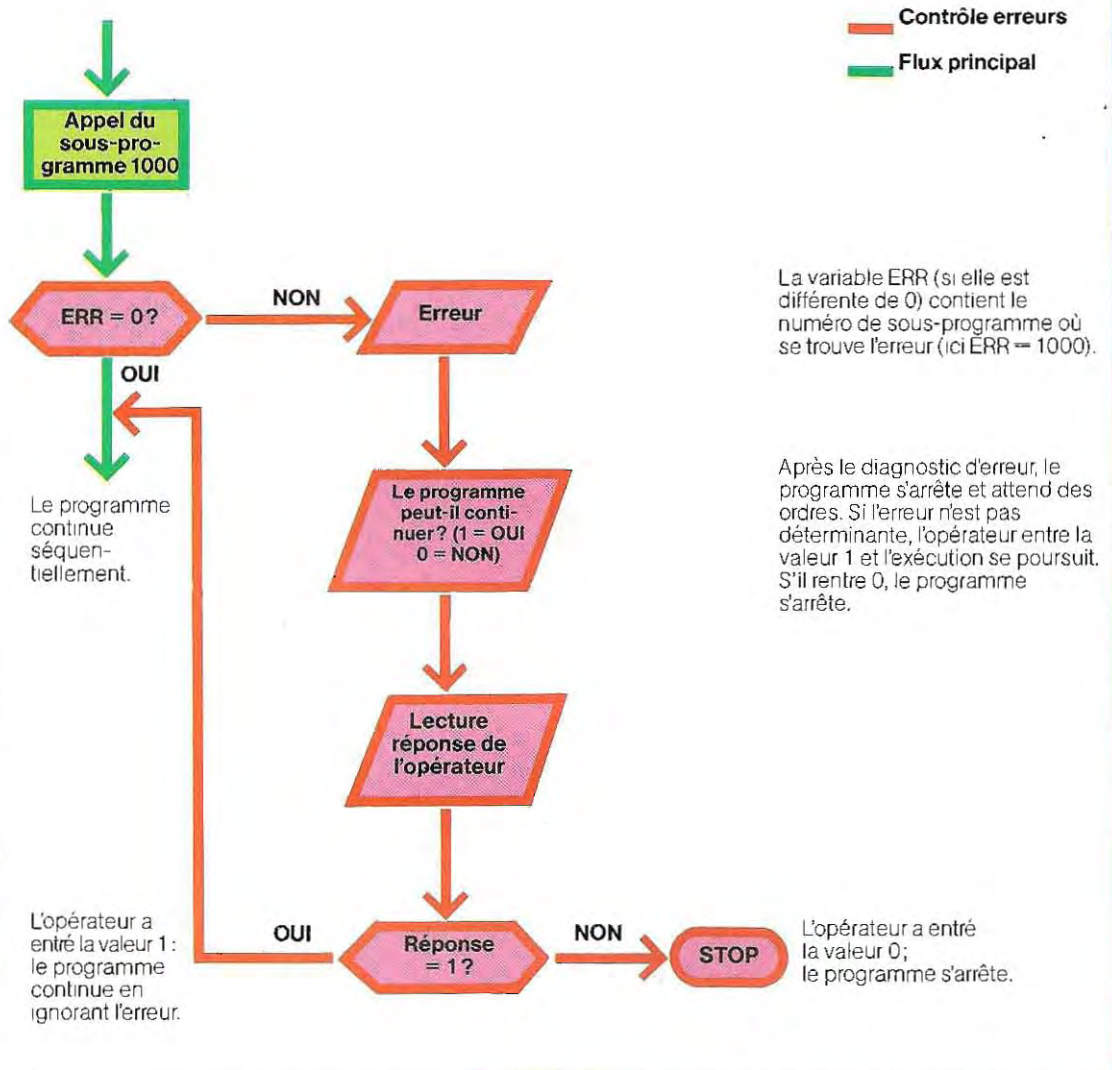 Contrôle erreurs
Flux principal
Appel du
sous-pro-
gramme 1000
ERR = 0?
NON
Erreur
La variable ERR (si elle est
différente de 0) contient le
numéro de sous-programme où
se trouve l'erreur (ici ERR = 1000).
OUI
Le programme
continue
séquen-
tiellement.
Le programme
peut-il conti-
nuer? (1 = OUI
0 = NON)
Après le diagnostic d'erreur, le
programme s'arrête et attend des
ordres. Si l'erreur n'est pas
déterminante, l'opérateur entre la
valeur 1 et l'exécution se poursuit.
S'il rentre 0, le programme
s'arrête.
Lecture
réponse de
l'opérateur
L'opérateur a
entré la valeur 1 :
le programme
continue en
ignorant l'erreur.
OUI
Réponse
= 1?
NON
STOP
L'opérateur a entré
la valeur 0;
le programme s'arrête.